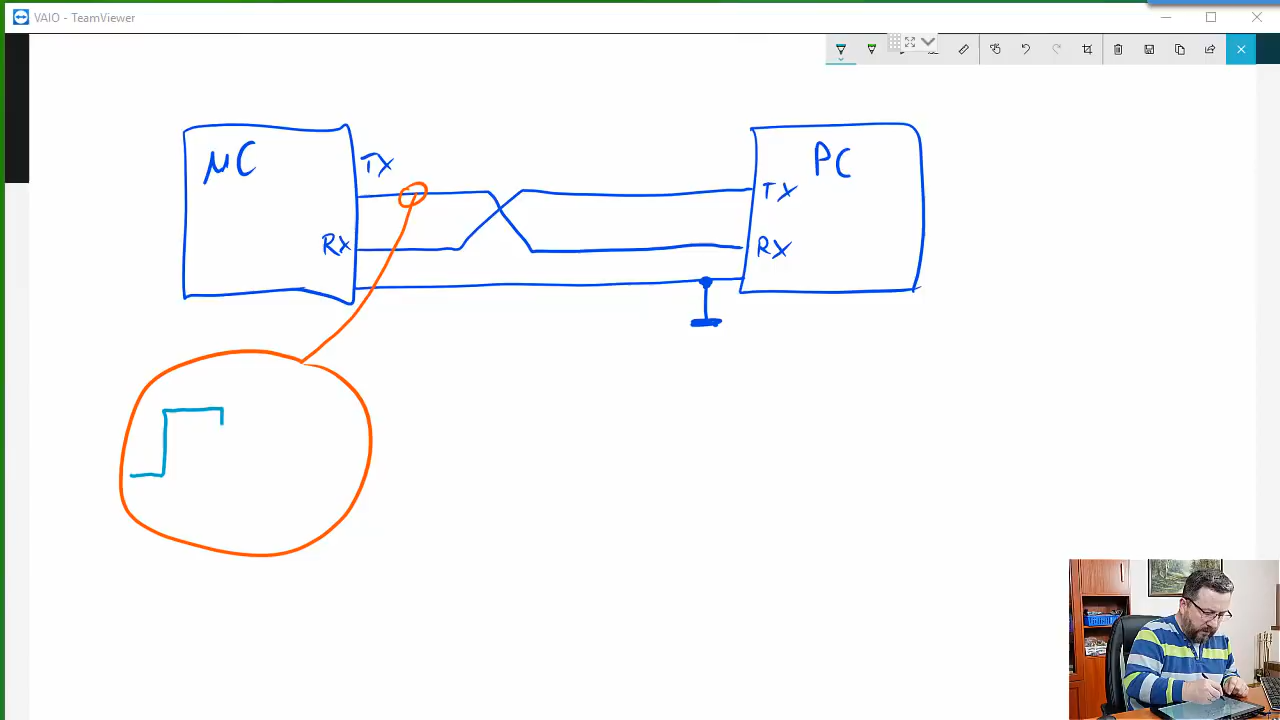 VAIO - TeamViewer
μC
TX
RX
PC
TX
RX